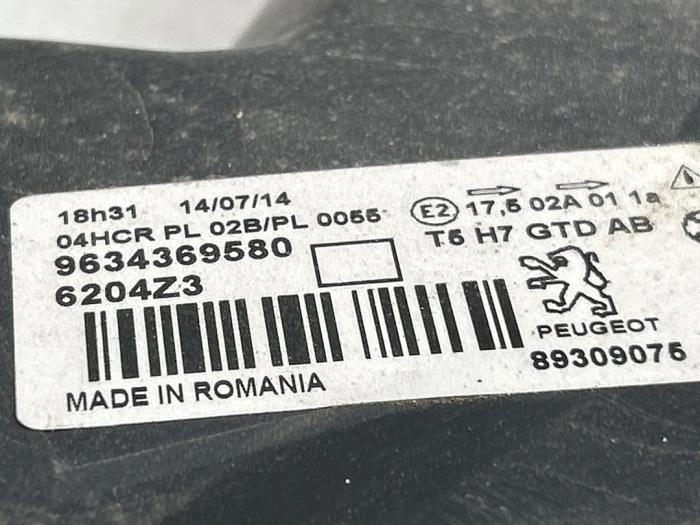 18h31 14/07/14
04HCR PL 02B/PL 0055
9634369580
6204Z3
MADE IN ROMANIA
E2 17,5 02A 01 1a
T5 H7 GTD AB
PEUGEOT
89309075